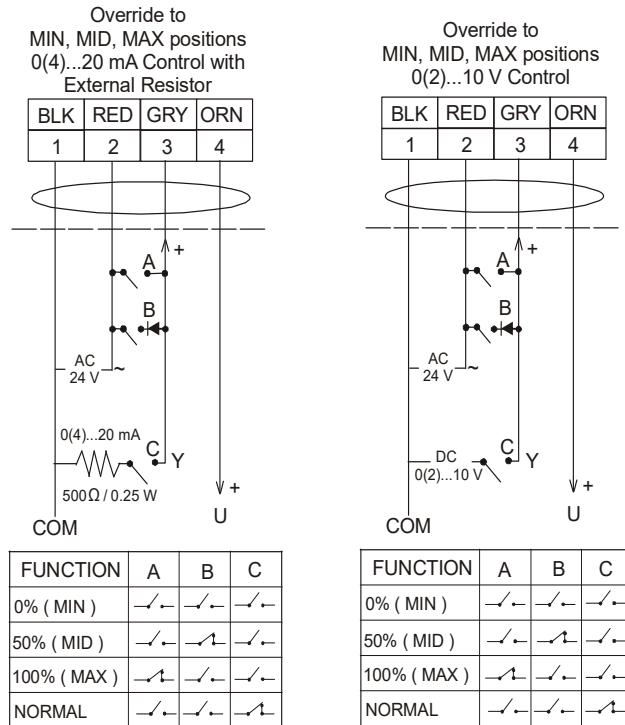 Override to
MIN, MID, MAX positions
0(4)...20 mA Control with
External Resistor
BLK RED GRY ORN
1 2 3 4
+
A
B
AC
24 V
~
0(4)...20 mA
C Y
500Ω / 0.25 W
+
U
COM
FUNCTION A B C
0% ( MIN )
50% ( MID )
100% ( MAX )
NORMAL
Override to
MIN, MID, MAX positions
0(2)...10 V Control
BLK RED GRY ORN
1 2 3 4
+
A
B
AC
24 V
~
DC
0(2)...10 V
C Y
+
U
COM
FUNCTION A B C
0% ( MIN )
50% ( MID )
100% ( MAX )
NORMAL